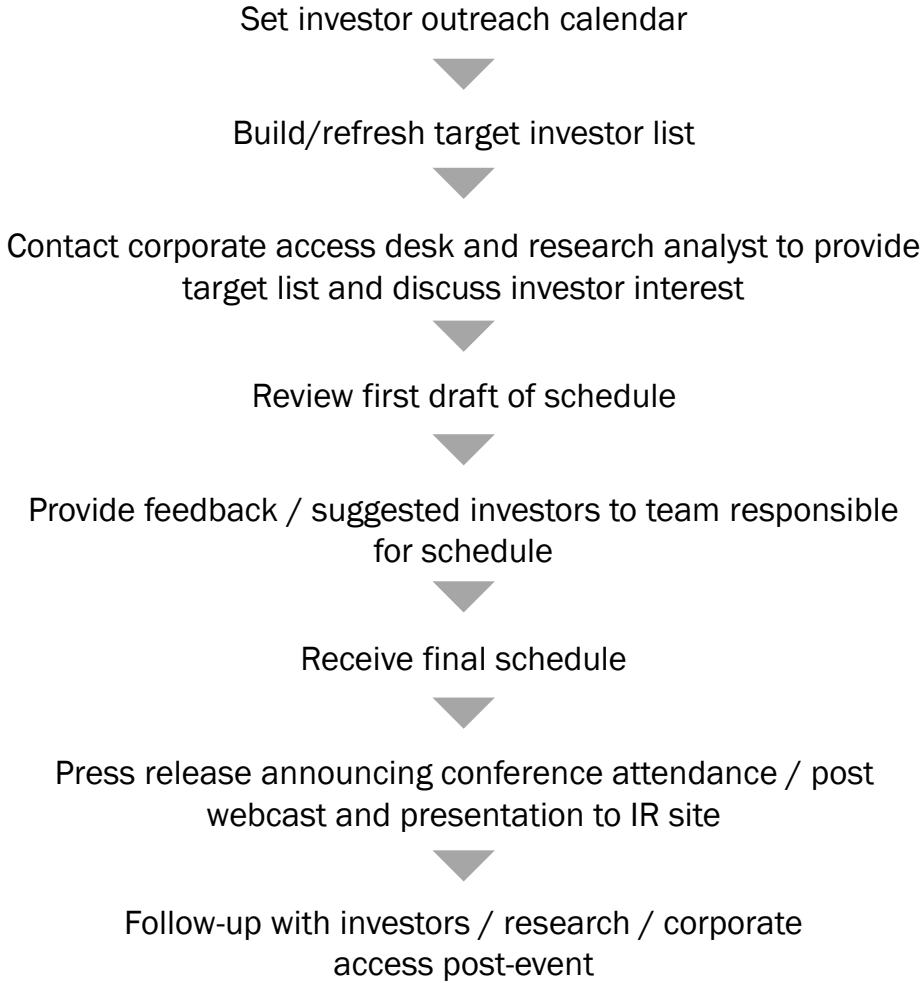 Set investor outreach calendar
Build/refresh target investor list
Contact corporate access desk and research analyst to provide
target list and discuss investor interest
Review first draft of schedule
Provide feedback / suggested investors to team responsible
for schedule
Receive final schedule
Press release announcing conference attendance / post
webcast and presentation to IR site
Follow-up with investors / research / corporate
access post-event